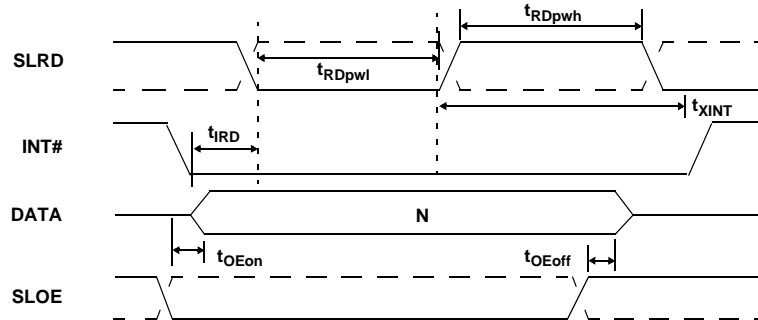 tRDpwh
SLRD
tRDpwl
tXINT
tIRD
INT#
DATA
N
tOEon
tOEoff
SLOE